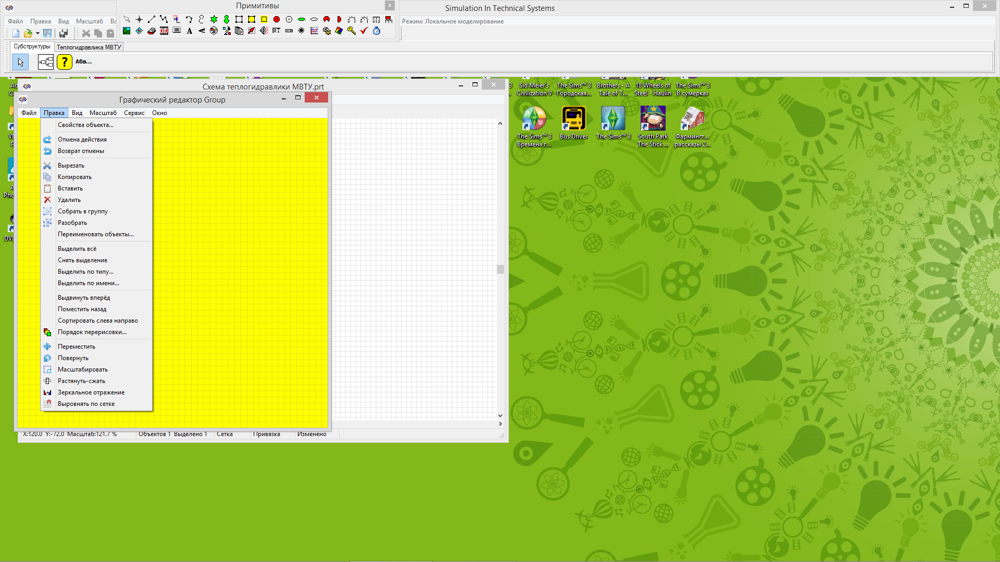 Примитивы
Simulation In Technical Systems
Файл Правка Вид Масштаб
Режим: Локальное моделирование
Субструктуры
Теплогидравлика МВТУ
Абв...
Схема теплогидравлики МВТУ.prt
Графический редактор Group
Файл Правка Вид Масштаб Сервис Окно
Свойства объекта...
Отмена действия
Возврат отмены
Вырезать
Копировать
Вставить
Удалить
Собрать в группу
Разобрать
Переименовать объекты...
Выделить всё
Снять выделение
Выделить по типу...
Выделить по имени...
Выдвинуть вперёд
Поместить назад
Сортировать слева направо
Порядок перерисовки...
Переместить
Повернуть
Масштабировать
Растянуть-сжать
Зеркальное отражение
Выровнять по сетке
X:120.0 Y:-72.0 Масштаб:121.7 % Объектов 1 Выделено 1 Сетка Привязка Изменено
Sid Meier's
Civilization V
The Sims™ 3
Городская...
Brothers - A
Tale of T...
18 Wheels of
Steel - Haulin
The Sims™ 3
В сумерках
The Sims™ 3
Времена г...
Bus Driver
The Sims™ 3
South Park
The Stick ...
Фармингт...
рассказы 2...